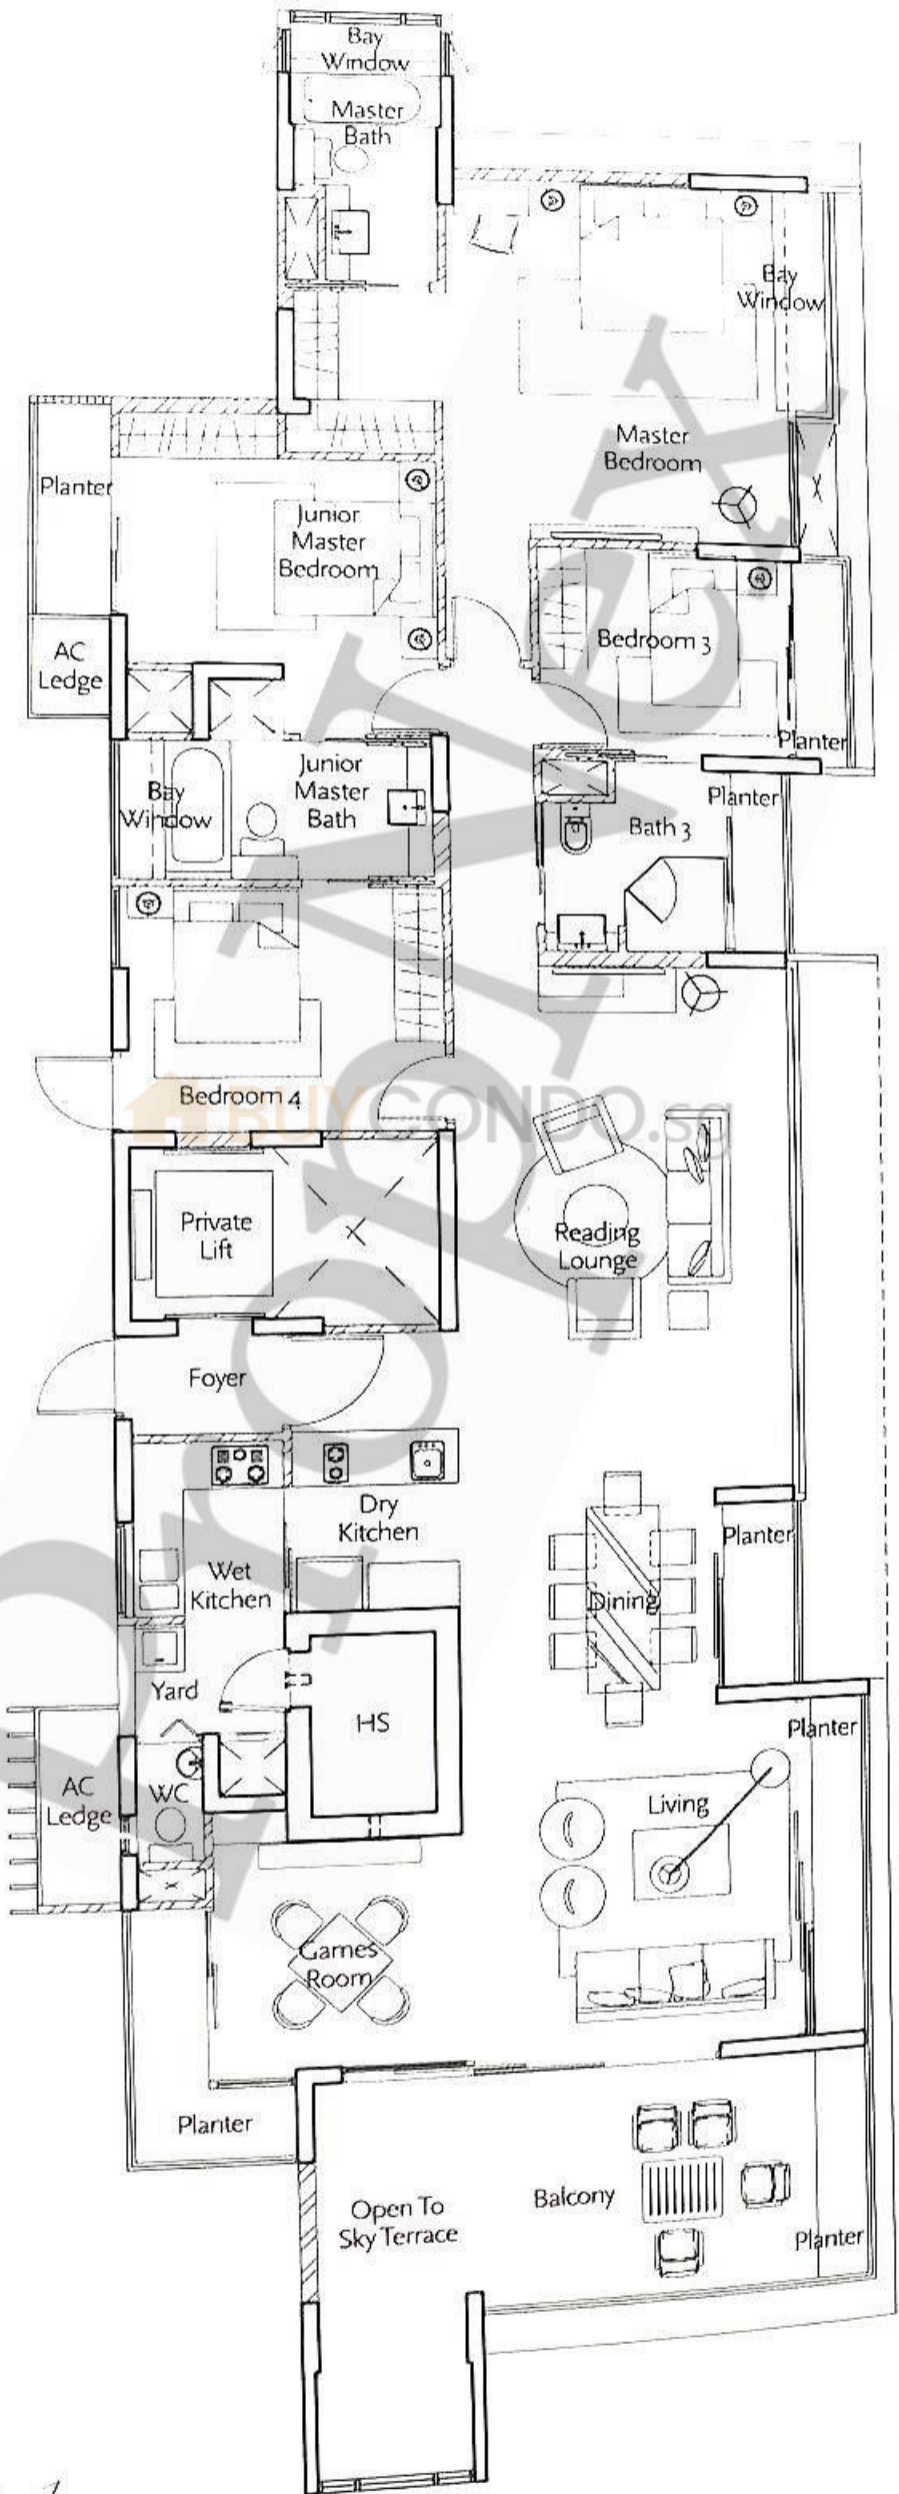 Bay
Window
Master
Bath
Bay
Window
Master
Bedroom
Planter
Junior
Master
Bedroom
AC
Ledge
Bedroom 3
Planter
Bay
Window
Junior
Master
Bath
Planter
Bath 3
Bedroom 4
BUYCONDO.sg
Private
Lift
Reading
Lounge
Foyer
Dry
Kitchen
Wet
Kitchen
Planter
Dining
Yard
HS
Planter
AC
Ledge
WC
Living
Games
Room
Planter
Open To
Sky Terrace
Balcony
Planter
PropNex